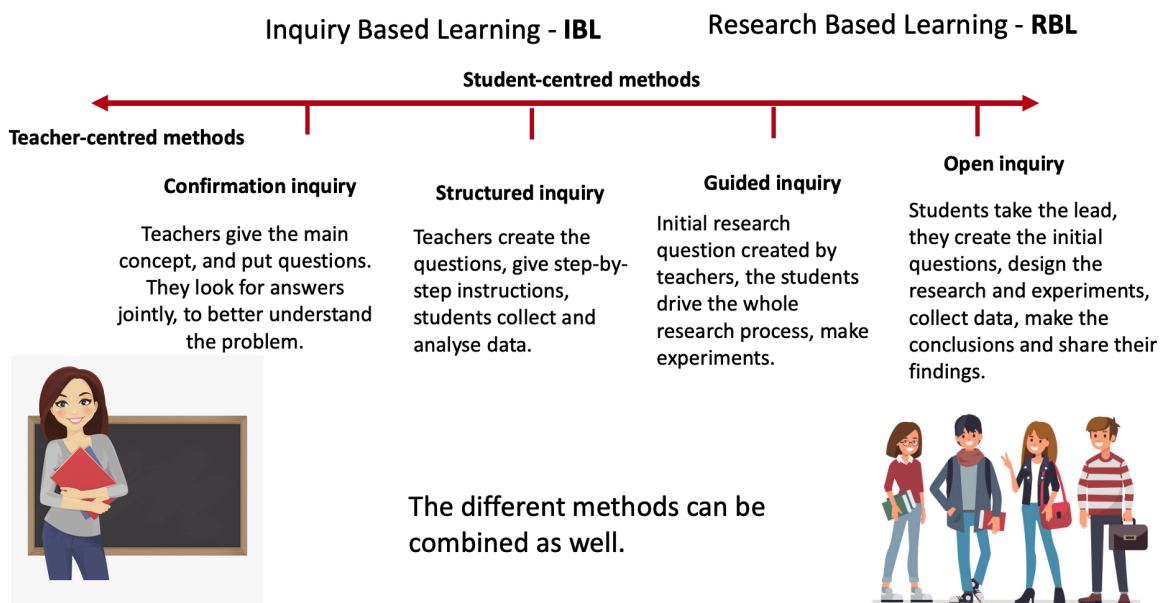 Inquiry Based Learning - IBL
Research Based Learning - RBL
Student-centred methods
Teacher-centred methods
Confirmation inquiry
Teachers give the main
concept, and put questions.
They look for answers
jointly, to better understand
the problem.
Structured inquiry
Teachers create the
questions, give step-by-
step instructions,
students collect and
analyse data.
Guided inquiry
Initial research
question created by
teachers, the students
drive the whole
research process, make
experiments.
Open inquiry
Students take the lead,
they create the initial
questions, design the
research and experiments,
collect data, make the
conclusions and share their
findings.
The different methods can be
combined as well.